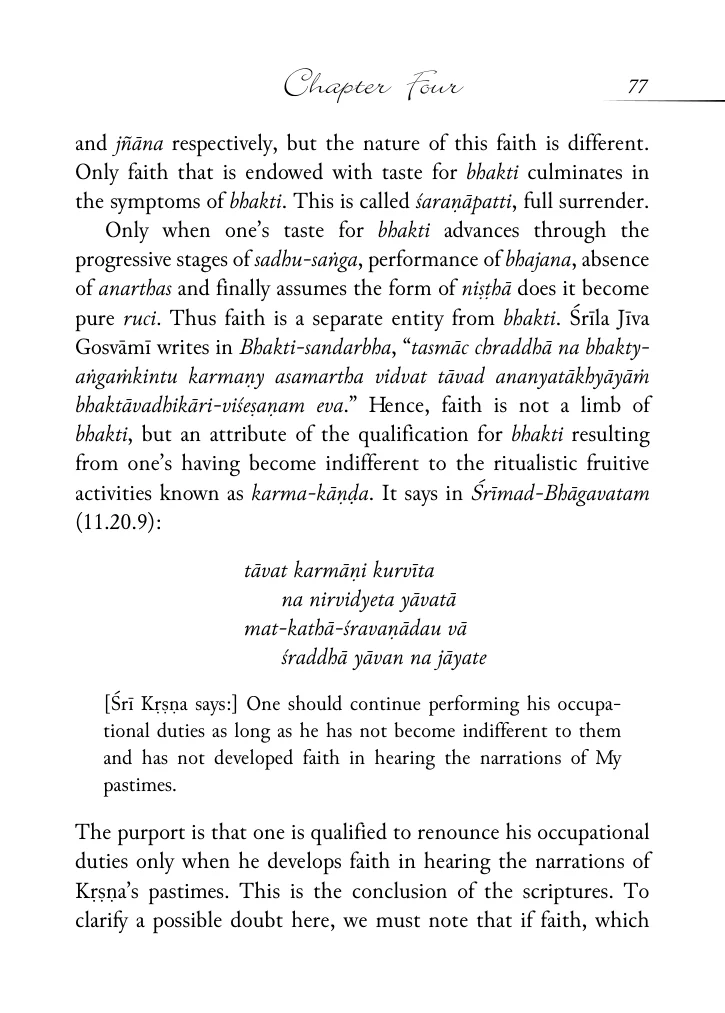 Chapter Four 77
and jñāna respectively, but the nature of this faith is different.
Only faith that is endowed with taste for bhakti culminates in
the symptoms of bhakti. This is called śaraṇāpatti, full surrender.
Only when one’s taste for bhakti advances through the
progressive stages of sadhu-saṅga, performance of bhajana, absence
of anarthas and finally assumes the form of niṣṭhā does it become
pure ruci. Thus faith is a separate entity from bhakti. Śrīla Jīva
Gosvāmī writes in Bhakti-sandarbha, “tasmāc chraddhā na bhakty-
aṅgaṁkintu karmaṇy asamartha vidvat tāvad ananyatākhyāyāṁ
bhaktāvadhikāri-viśeṣaṇam eva.” Hence, faith is not a limb of
bhakti, but an attribute of the qualification for bhakti resulting
from one’s having become indifferent to the ritualistic fruitive
activities known as karma-kāṇḍa. It says in Śrīmad-Bhāgavatam
(11.20.9):
tāvat karmāṇi kurvīta
na nirvidyeta yāvatā
mat-kathā-śravaṇādau vā
śraddhā yāvan na jāyate
[Śrī Kṛṣṇa says:] One should continue performing his occupa-
tional duties as long as he has not become indifferent to them
and has not developed faith in hearing the narrations of My
pastimes.
The purport is that one is qualified to renounce his occupational
duties only when he develops faith in hearing the narrations of
Kṛṣṇa’s pastimes. This is the conclusion of the scriptures. To
clarify a possible doubt here, we must note that if faith, which